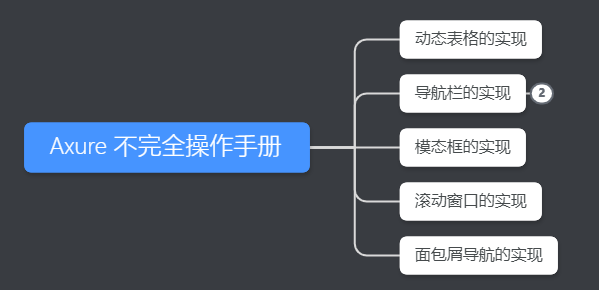 动态表格的实现
导航栏的实现 2
Axure 不完全操作手册
模态框的实现
滚动窗口的实现
面包屑导航的实现